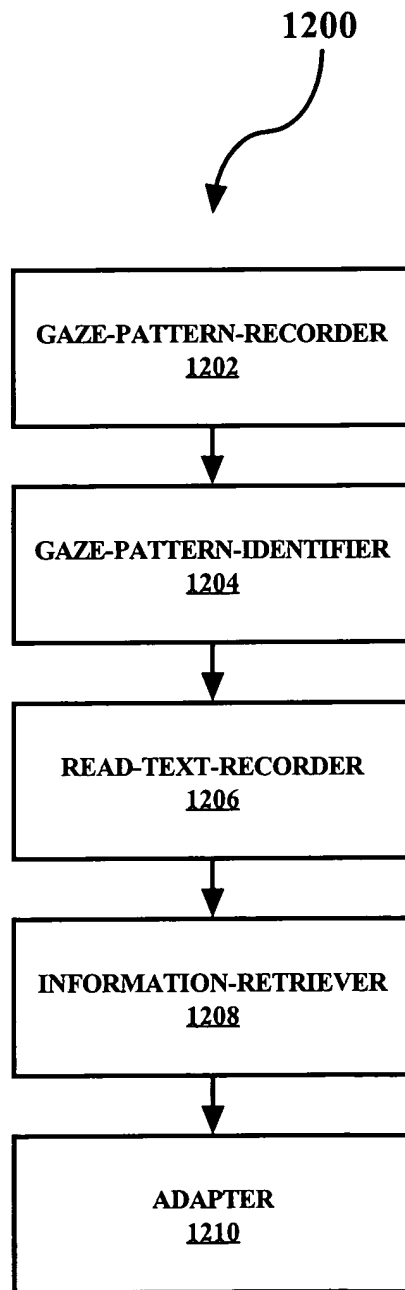 1200
GAZE-PATTERN-RECORDER
1202
GAZE-PATTERN-IDENTIFIER
1204
READ-TEXT-RECORDER
1206
INFORMATION-RETRIEVER
1208
ADAPTER
1210